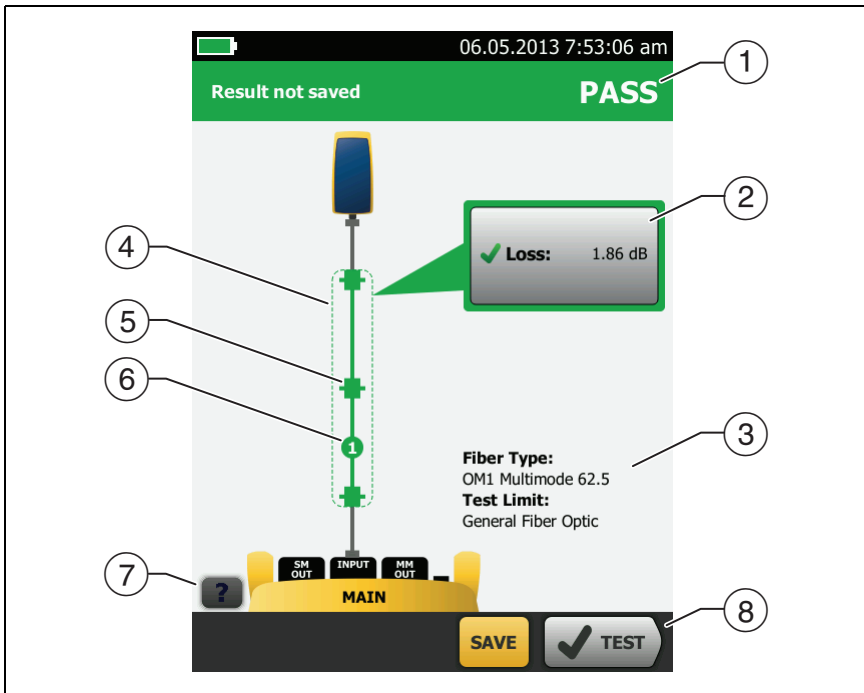 06.05.2013 7:53:06 am
Result not saved PASS
1
2
Loss: 1.86 dB
4
5
6
1
3
Fiber Type:
OM1 Multimode 62.5
Test Limit:
General Fiber Optic
SM OUT
INPUT
MM OUT
7
?
MAIN
8
SAVE
TEST